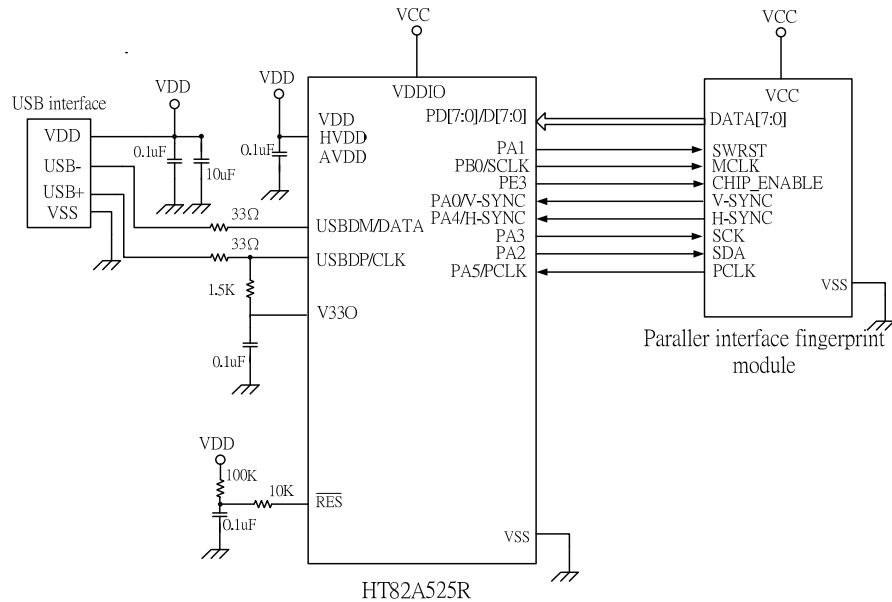 VCC
VCC
VDD
VDD
USB interface
VDD
USB-
USB+
VSS
0.1uF
10uF
0.1uF
33Ω
33Ω
1.5K
0.1uF
VDD
100K
10K
0.1uF
VDDIO
VDD
HVDD
AVDD
USBDM/DATA
USBDP/CLK
V33O
RES
PD[7:0]/D[7:0]
PA1
PB0/SCLK
PE3
PA0/V-SYNC
PA4/H-SYNC
PA3
PA2
PA5/PCLK
VSS
HT82A525R
VCC
DATA[7:0]
SWRST
MCLK
CHIP_ENABLE
V-SYNC
H-SYNC
SCK
SDA
PCLK
VSS
Paraller interface fingerprint
module